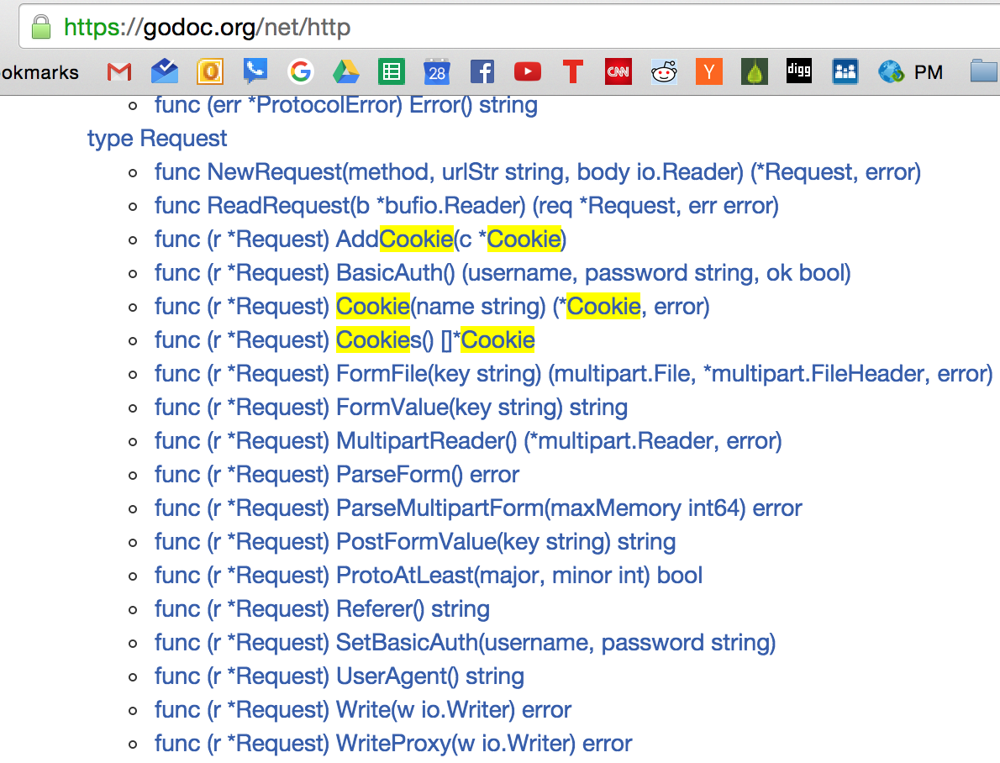 https://godoc.org/net/http
ookmarks 28 CNN Y digg PM
func (err *ProtocolError) Error() string
type Request
func NewRequest(method, urlStr string, body io.Reader) (*Request, error)
func ReadRequest(b *bufio.Reader) (req *Request, err error)
func (r *Request) AddCookie(c *Cookie)
func (r *Request) BasicAuth() (username, password string, ok bool)
func (r *Request) Cookie(name string) (*Cookie, error)
func (r *Request) Cookies() []*Cookie
func (r *Request) FormFile(key string) (multipart.File, *multipart.FileHeader, error)
func (r *Request) FormValue(key string) string
func (r *Request) MultipartReader() (*multipart.Reader, error)
func (r *Request) ParseForm() error
func (r *Request) ParseMultipartForm(maxMemory int64) error
func (r *Request) PostFormValue(key string) string
func (r *Request) ProtoAtLeast(major, minor int) bool
func (r *Request) Referer() string
func (r *Request) SetBasicAuth(username, password string)
func (r *Request) UserAgent() string
func (r *Request) Write(w io.Writer) error
func (r *Request) WriteProxy(w io.Writer) error